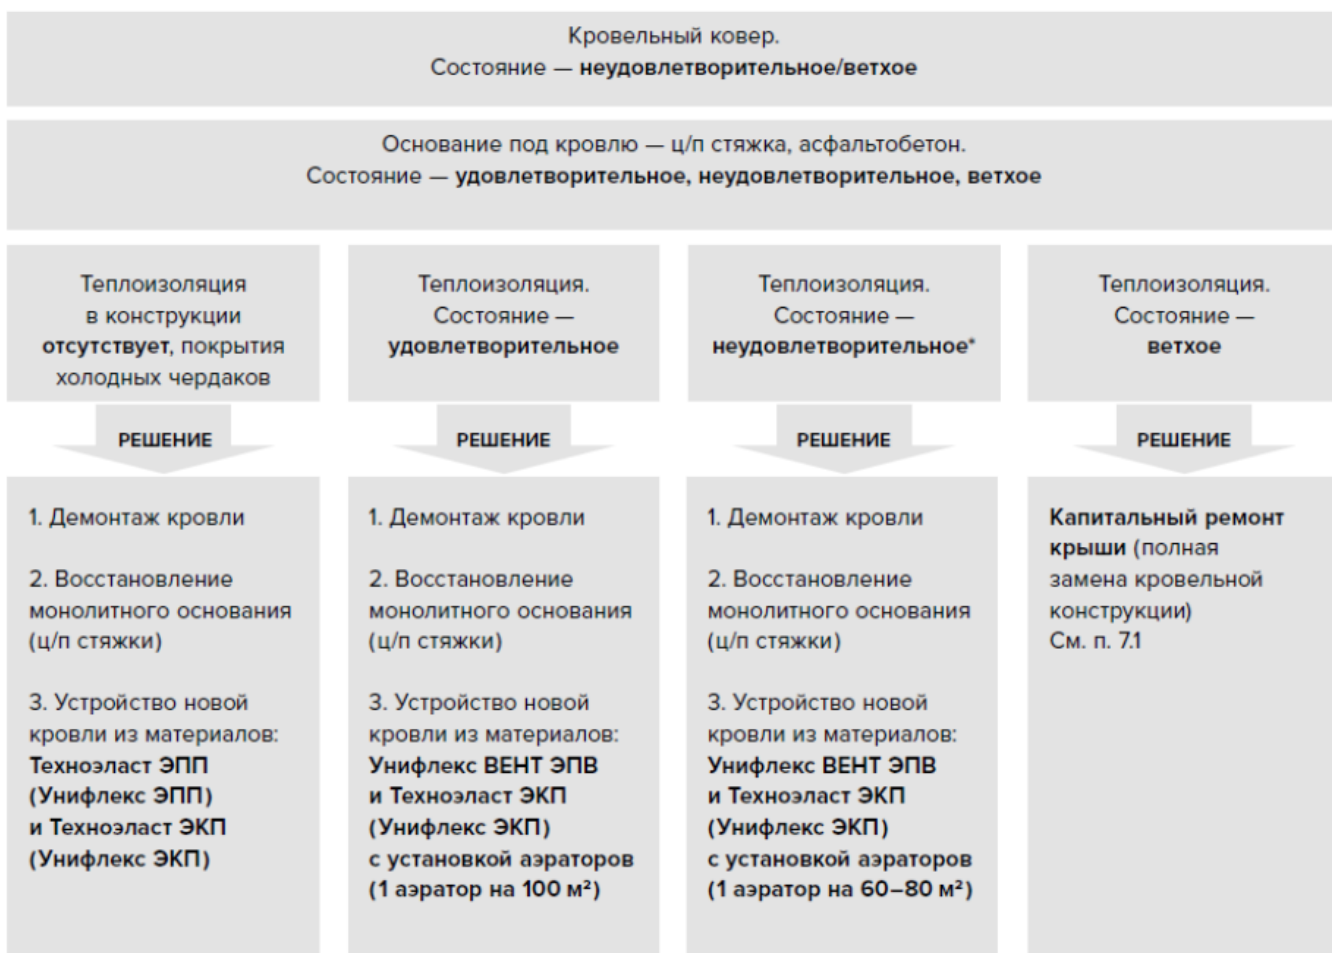 Кровельный ковер.
Состояние — неудовлетворительное/ветхое
Основание под кровлю — ц/п стяжка, асфальтобетон.
Состояние — удовлетворительное, неудовлетворительное, ветхое
Теплоизоляция
в конструкции
отсутствует, покрытия
холодных чердаков
Теплоизоляция.
Состояние —
удовлетворительное
Теплоизоляция.
Состояние —
неудовлетворительное*
Теплоизоляция.
Состояние —
ветхое
РЕШЕНИЕ
РЕШЕНИЕ
РЕШЕНИЕ
РЕШЕНИЕ
1. Демонтаж кровли
2. Восстановление
монолитного основания
(ц/п стяжки)
3. Устройство новой
кровли из материалов:
Техноэласт ЭПП
(Унифлекс ЭПП)
и Техноэласт ЭКП
(Унифлекс ЭКП)
1. Демонтаж кровли
2. Восстановление
монолитного основания
(ц/п стяжки)
3. Устройство новой
кровли из материалов:
Унифлекс ВЕНТ ЭПВ
и Техноэласт ЭКП
(Унифлекс ЭКП)
с установкой аэраторов
(1 аэратор на 100 м²)
1. Демонтаж кровли
2. Восстановление
монолитного основания
(ц/п стяжки)
3. Устройство новой
кровли из материалов:
Унифлекс ВЕНТ ЭПВ
и Техноэласт ЭКП
(Унифлекс ЭКП)
с установкой аэраторов
(1 аэратор на 60–80 м²)
Капитальный ремонт
крыши (полная
замена кровельной
конструкции)
См. п. 7.1